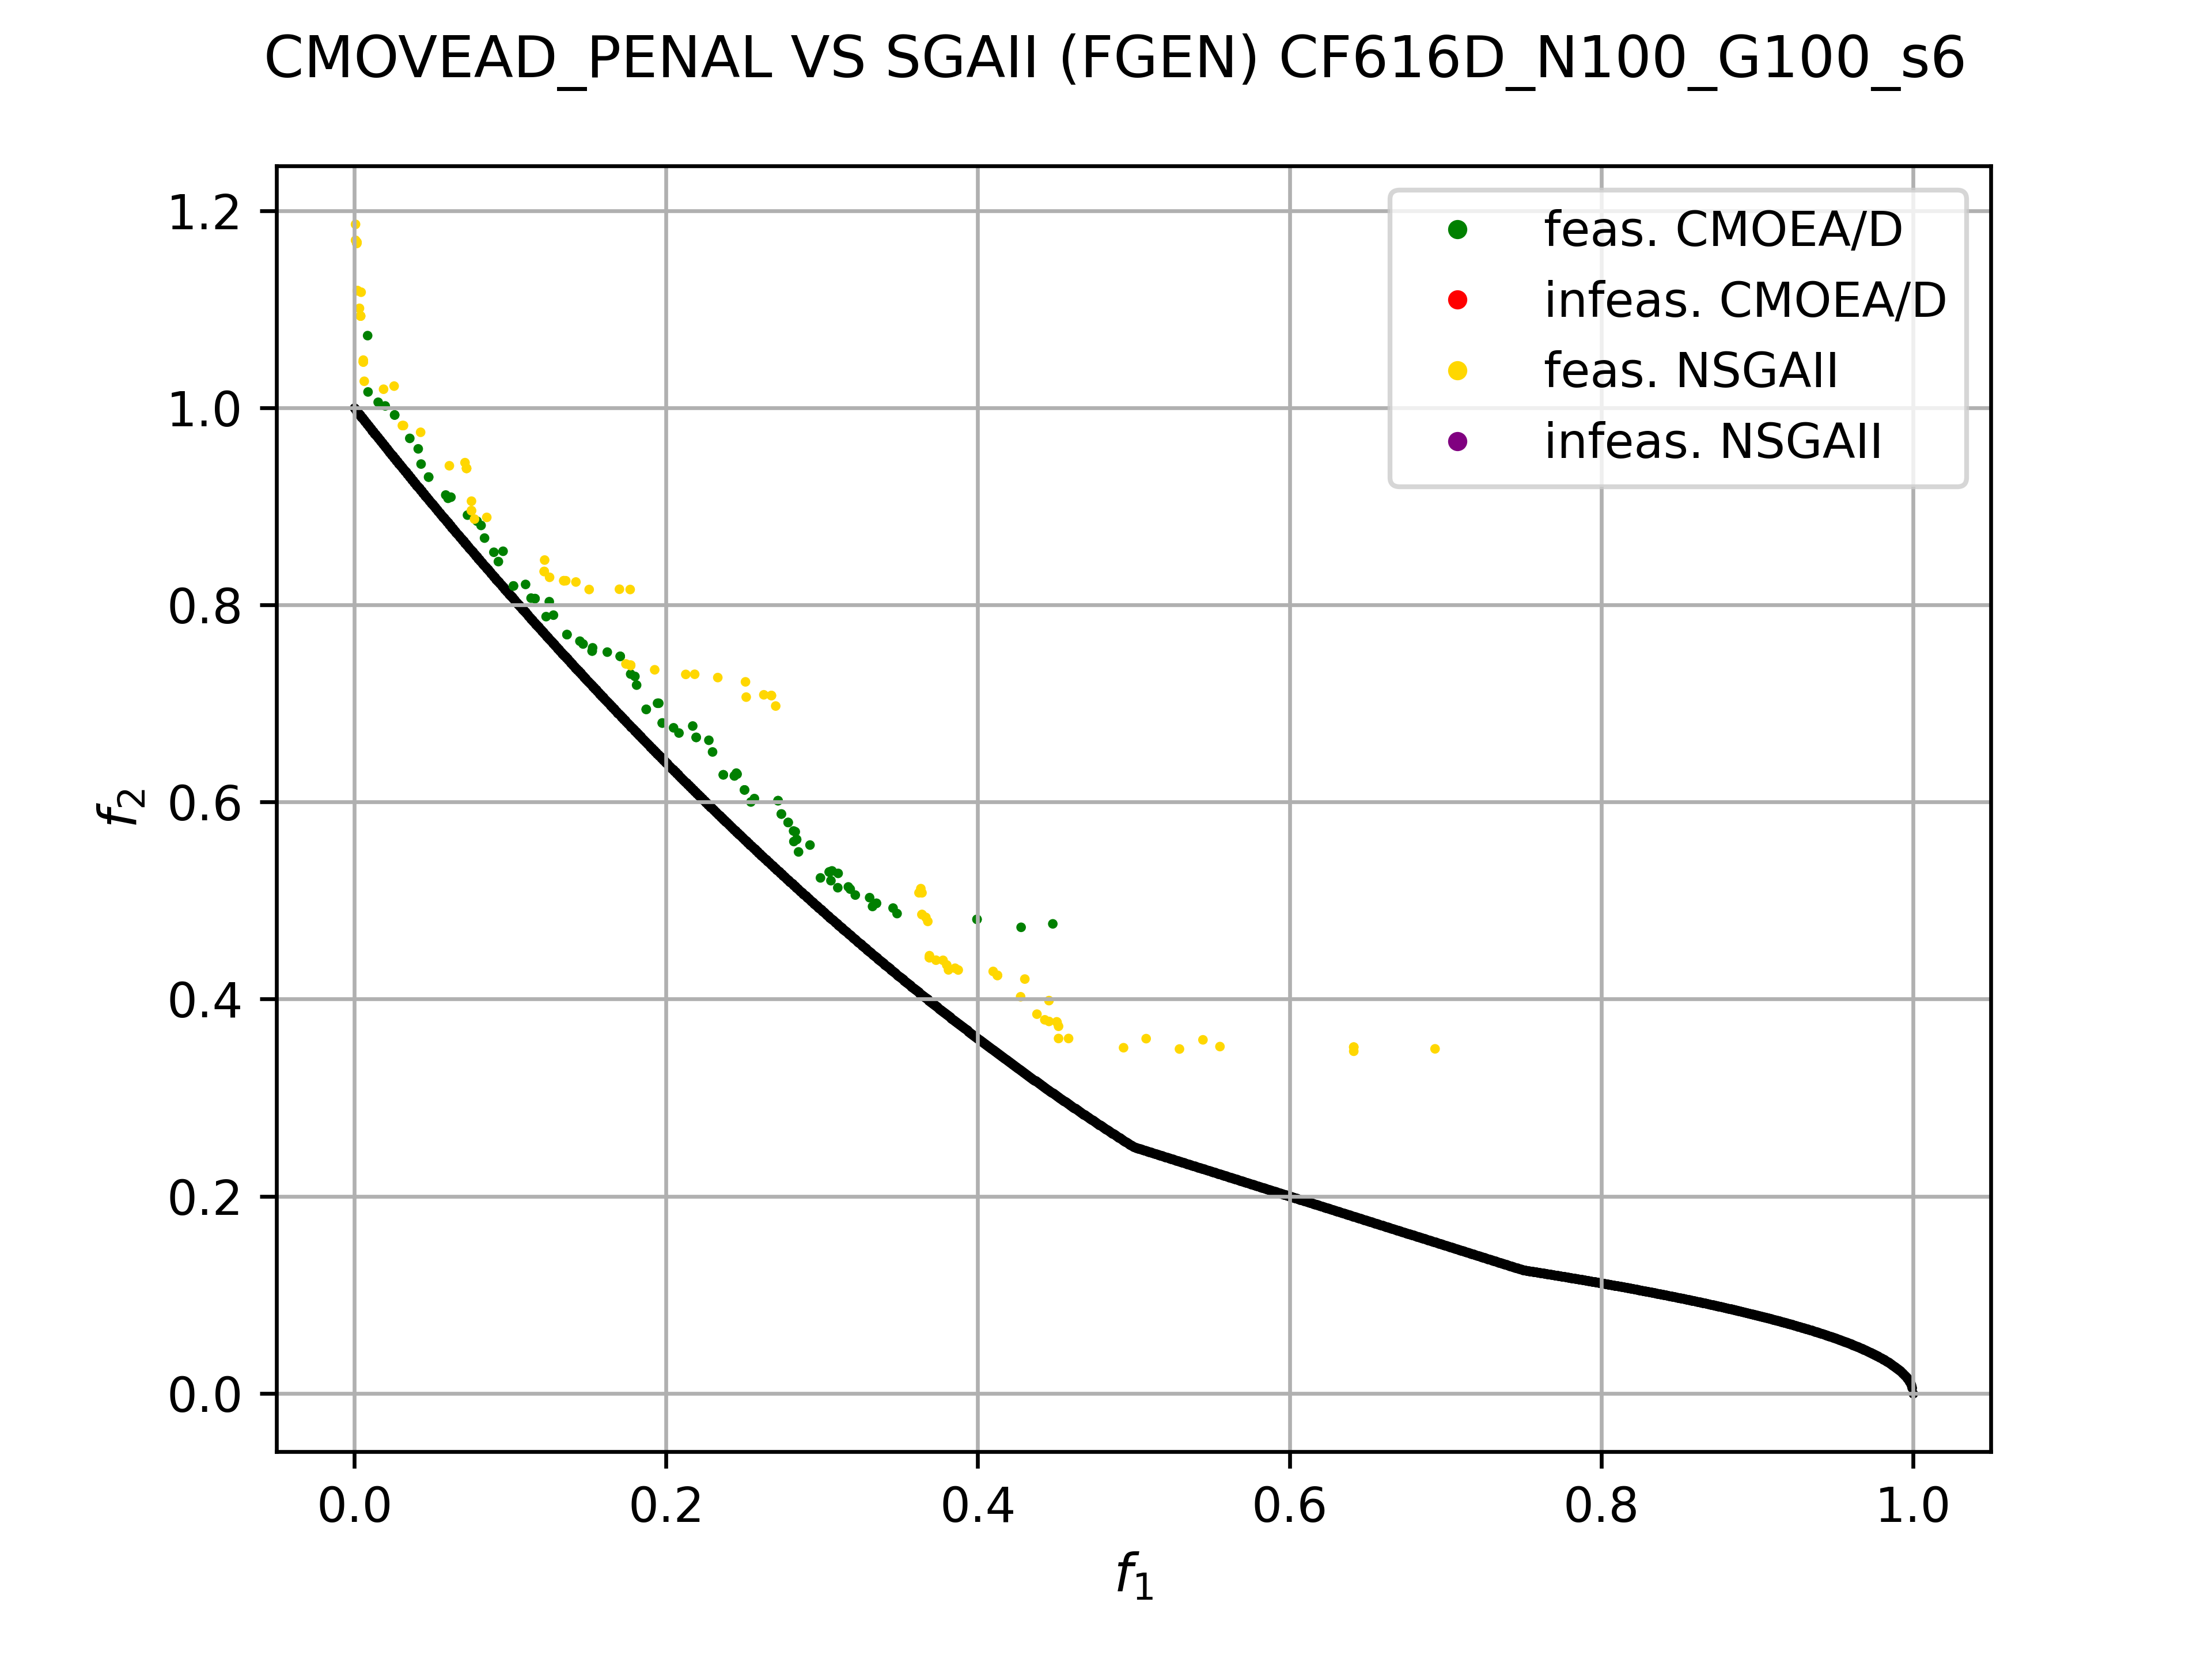 CMOVEAD_PENAL VS SGAII (FGEN) CF616D_N100_G100_s6
feas. CMOEA/D
infeas. CMOEA/D
feas. NSGAII
infeas. NSGAII
1.2
1.0
0.8
0.6
0.4
0.2
0.0
f2
0.0 0.2 0.4 0.6 0.8 1.0
f1